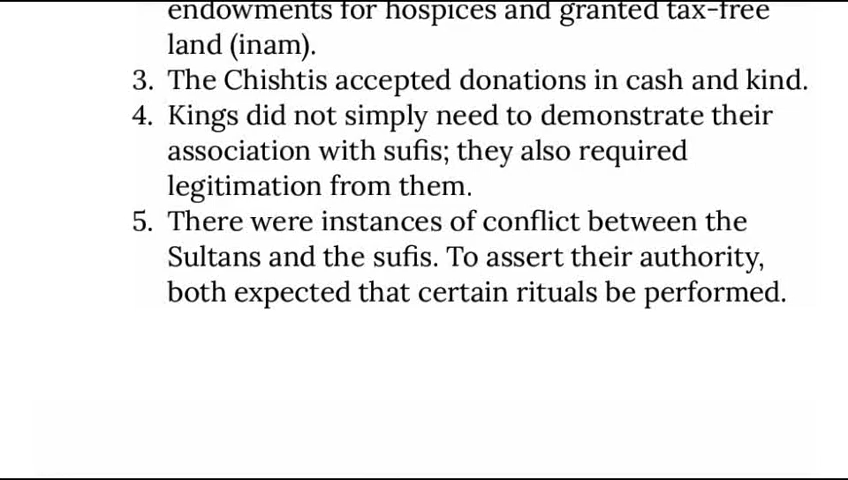 endowments for hospices and granted tax-free
land (inam).
3. The Chishtis accepted donations in cash and kind.
4. Kings did not simply need to demonstrate their
association with sufis; they also required
legitimation from them.
5. There were instances of conflict between the
Sultans and the sufis. To assert their authority,
both expected that certain rituals be performed.